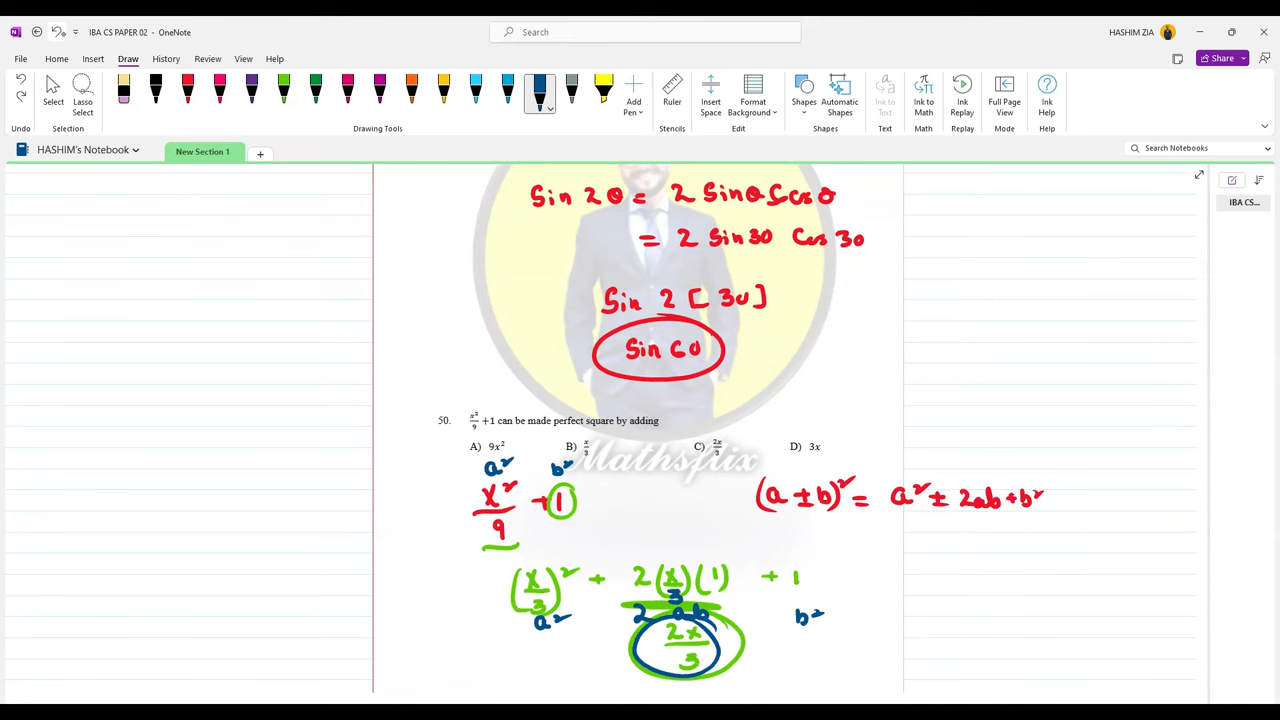 IBA CS PAPER 02 - OneNote
Search
HASHIM ZIA
File Home Insert Draw History Review View Help
Share
Select
Lasso Select
Add Pen
Ruler
Insert Space
Format Background
Shapes
Automatic Shapes
Ink to Text
Ink to Math
Ink Replay
Full Page View
Ink Help
Undo
Selection
Drawing Tools
Stencils
Edit
Shapes
Text
Math
Replay
Mode
Help
HASHIM's Notebook
New Section 1
+
Search Notebooks
IBA CS...
Sin 2θ = 2 Sinθ Cosθ
= 2 Sin30 Cos 30
Sin 2 [30]
Sin 60
50. x²/9 +1 can be made perfect square by adding
A) 9x² B) x/3 C) 2x/3 D) 3x
Mathsflix
a² b²
x²/9 + 1
(a ± b)² = a² ± 2ab + b²
(x/3)² + 2(x/3)(1) + 1
a² 2 ab b²
2x/3